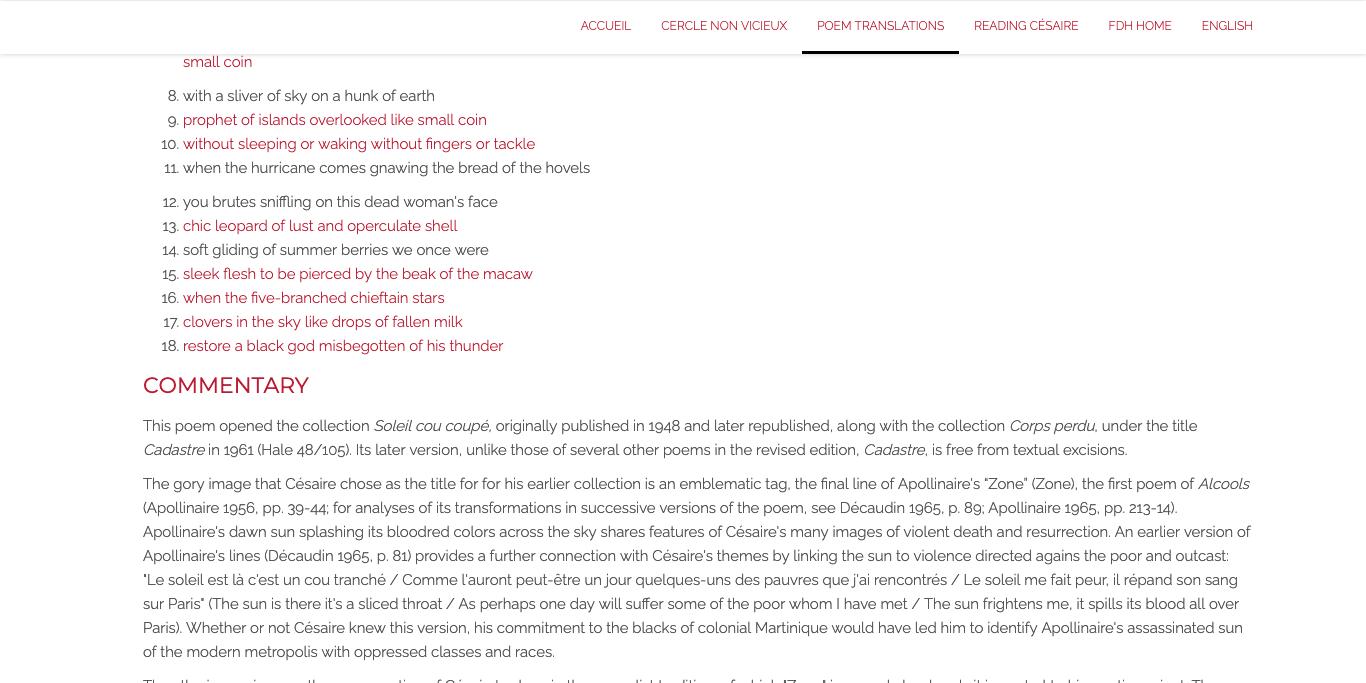 ACCUEIL CERCLE NON VICIEUX POEM TRANSLATIONS READING CÉSAIRE FDH HOME ENGLISH
small coin
8. with a sliver of sky on a hunk of earth
9. prophet of islands overlooked like small coin
10. without sleeping or waking without fingers or tackle
11. when the hurricane comes gnawing the bread of the hovels
12. you brutes sniffling on this dead woman's face
13. chic leopard of lust and operculate shell
14. soft gliding of summer berries we once were
15. sleek flesh to be pierced by the beak of the macaw
16. when the five-branched chieftain stars
17. clovers in the sky like drops of fallen milk
18. restore a black god misbegotten of his thunder
COMMENTARY
This poem opened the collection Soleil cou coupé, originally published in 1948 and later republished, along with the collection Corps perdu, under the title
Cadastre in 1961 (Hale 48/105). Its later version, unlike those of several other poems in the revised edition, Cadastre, is free from textual excisions.
The gory image that Césaire chose as the title for for his earlier collection is an emblematic tag, the final line of Apollinaire's "Zone" (Zone), the first poem of Alcools
(Apollinaire 1956, pp. 39-44; for analyses of its transformations in successive versions of the poem, see Décaudin 1965, p. 89; Apollinaire 1965, pp. 213-14).
Apollinaire's dawn sun splashing its bloodred colors across the sky shares features of Césaire's many images of violent death and resurrection. An earlier version of
Apollinaire's lines (Décaudin 1965, p. 81) provides a further connection with Césaire's themes by linking the sun to violence directed agains the poor and outcast:
"Le soleil est là c'est un cou tranché / Comme l'auront peut-être un jour quelques-uns des pauvres que j'ai rencontrés / Le soleil me fait peur, il répand son sang
sur Paris" (The sun is there it's a sliced throat / As perhaps one day will suffer some of the poor whom I have met / The sun frightens me, it spills its blood all over
Paris). Whether or not Césaire knew this version, his commitment to the blacks of colonial Martinique would have led him to identify Apollinaire's assassinated sun
of the modern metropolis with oppressed classes and races.